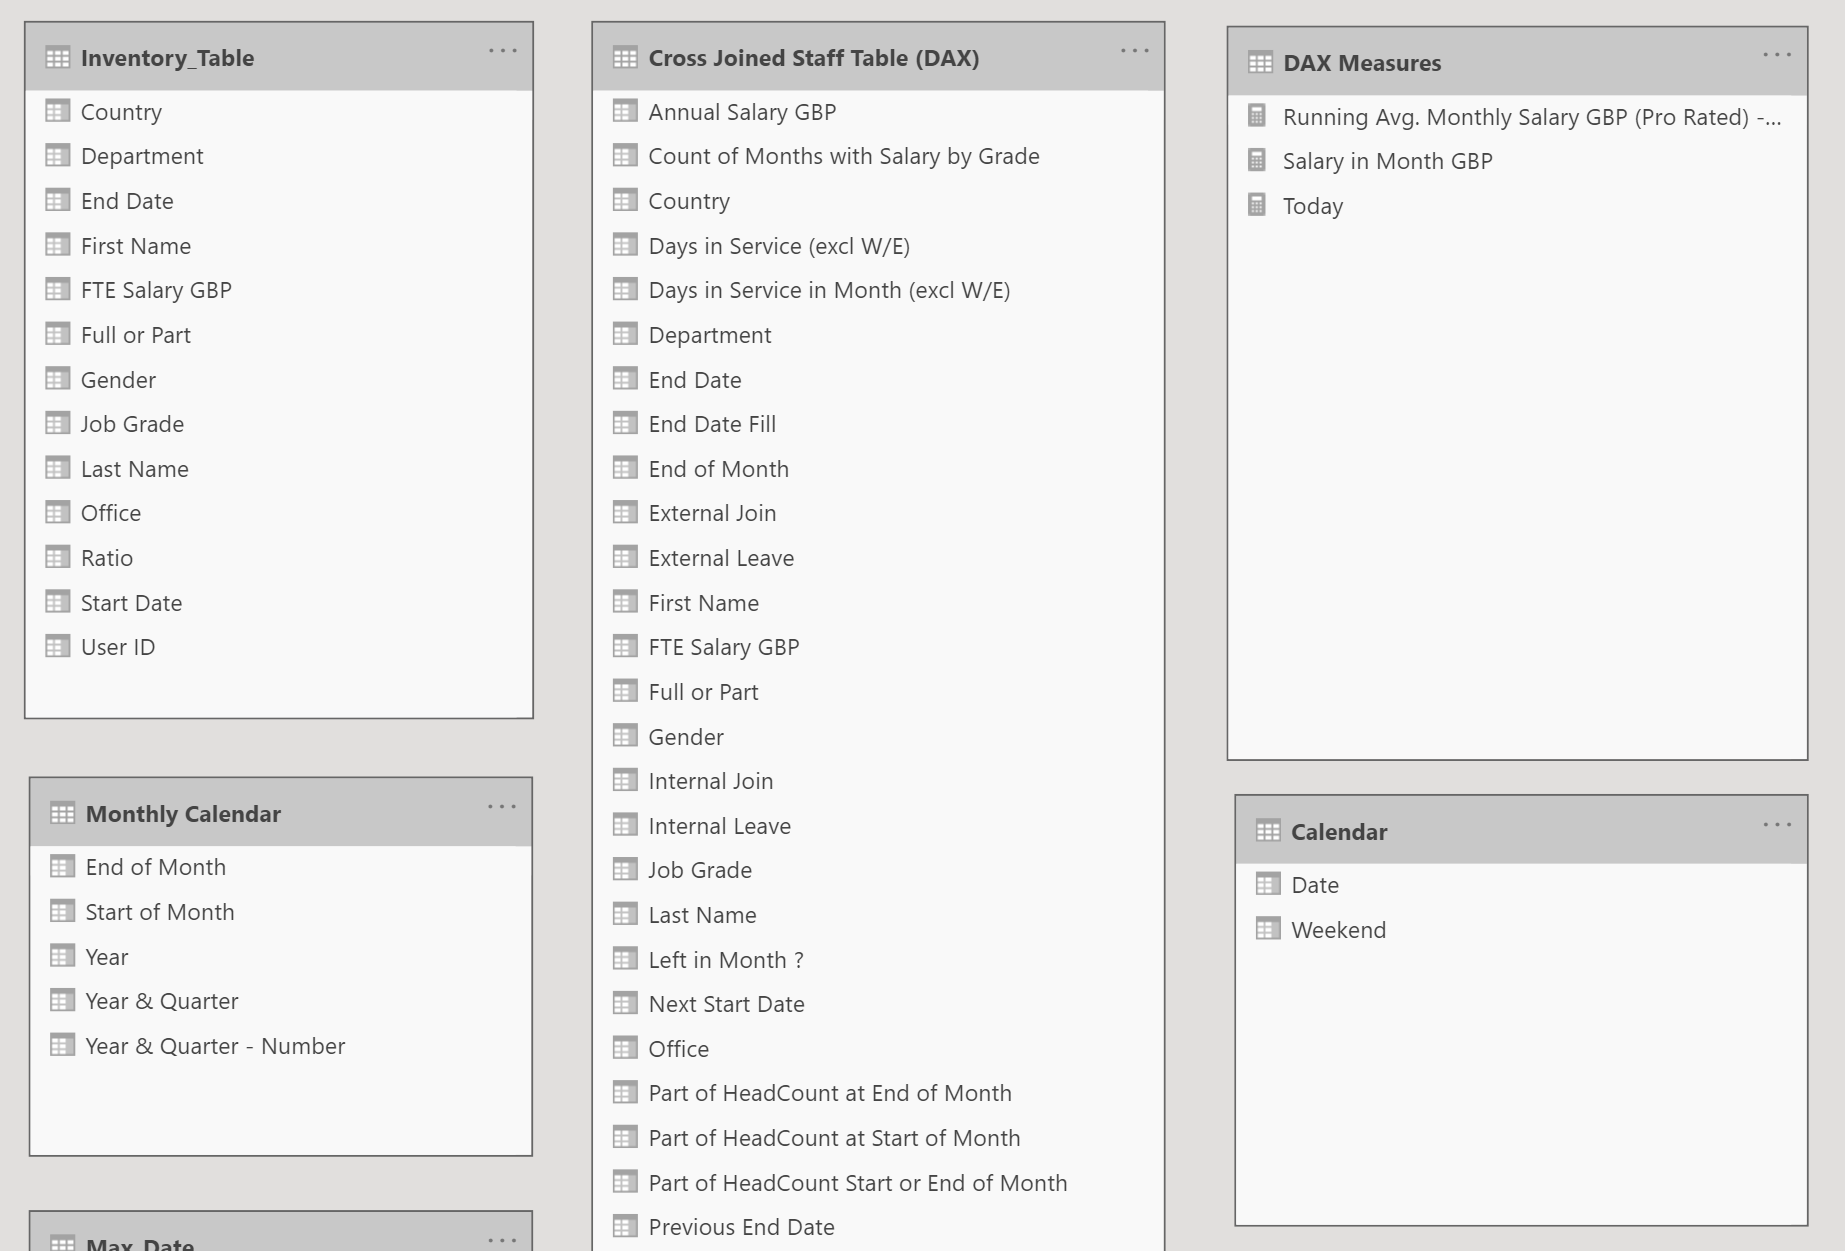 Inventory_Table
Country
Department
End Date
First Name
FTE Salary GBP
Full or Part
Gender
Job Grade
Last Name
Office
Ratio
Start Date
User ID
Monthly Calendar
End of Month
Start of Month
Year
Year & Quarter
Year & Quarter - Number
Max_Date
Cross Joined Staff Table (DAX)
Annual Salary GBP
Count of Months with Salary by Grade
Country
Days in Service (excl W/E)
Days in Service in Month (excl W/E)
Department
End Date
End Date Fill
End of Month
External Join
External Leave
First Name
FTE Salary GBP
Full or Part
Gender
Internal Join
Internal Leave
Job Grade
Last Name
Left in Month ?
Next Start Date
Office
Part of HeadCount at End of Month
Part of HeadCount at Start of Month
Part of HeadCount Start or End of Month
Previous End Date
DAX Measures
Running Avg. Monthly Salary GBP (Pro Rated) -...
Salary in Month GBP
Today
Calendar
Date
Weekend